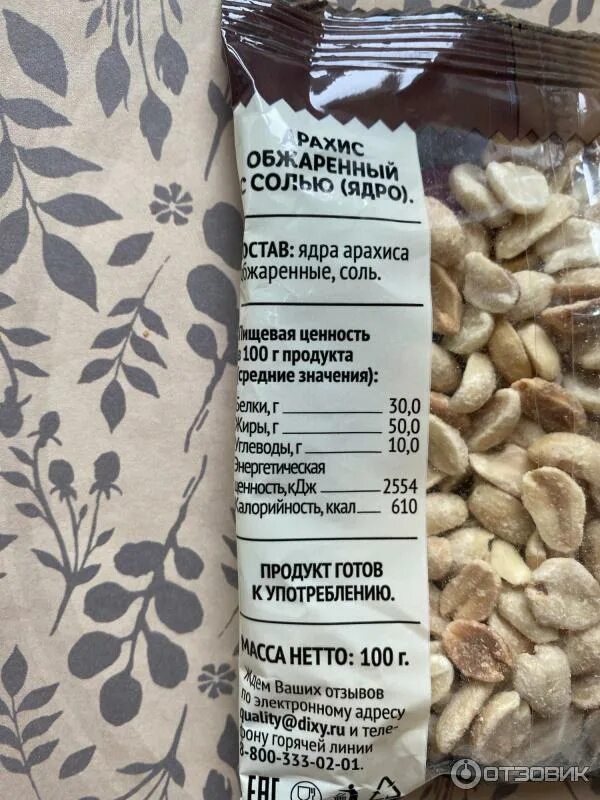 АРАХИС
ОБЖАРЕННЫЙ
С СОЛЬЮ (ЯДРО).
СОСТАВ: ядра арахиса
обжаренные, соль.
Пищевая ценность
в 100 г продукта
(средние значения):
Белки, г 30,0
Жиры, г 50,0
Углеводы, г 10,0
Энергетическая
ценность, кДж 2554
Калорийность, ккал 610
ПРОДУКТ ГОТОВ
К УПОТРЕБЛЕНИЮ.
МАССА НЕТТО: 100 г.
Ждем Ваших отзывов
по электронному адресу
quality@dixy.ru и теле-
фону горячей линии
8-800-333-02-01.
EAC
ОТЗОВИК